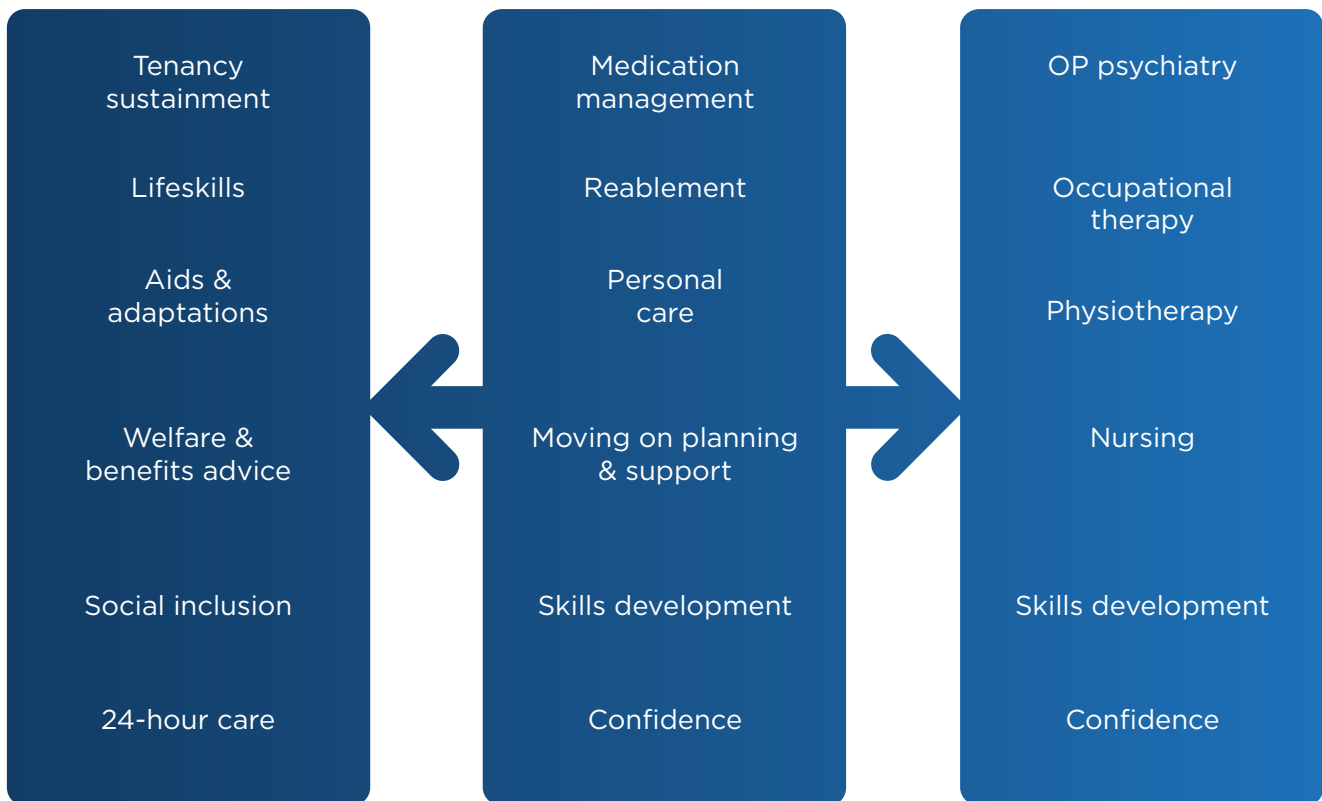 Tenancy
sustainment
Lifeskills
Aids &
adaptations
Welfare &
benefits advice
Social inclusion
24-hour care
Medication
management
Reablement
Personal
care
Moving on planning
& support
Skills development
Confidence
OP psychiatry
Occupational
therapy
Physiotherapy
Nursing
Skills development
Confidence